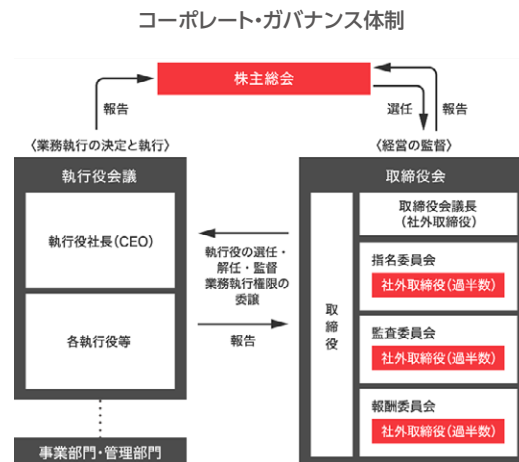 コーポレート・ガバナンス体制
株主総会
報告
選任
報告
〈業務執行の決定と執行〉
〈経営の監督〉
執行役会議
取締役会
執行役社長(CEO)
各執行役等
執行役の選任・
解任・監督
業務執行権限の
委譲
報告
取締役
取締役会議長
(社外取締役)
指名委員会
社外取締役(過半数)
監査委員会
社外取締役(過半数)
報酬委員会
社外取締役(過半数)
事業部門・管理部門